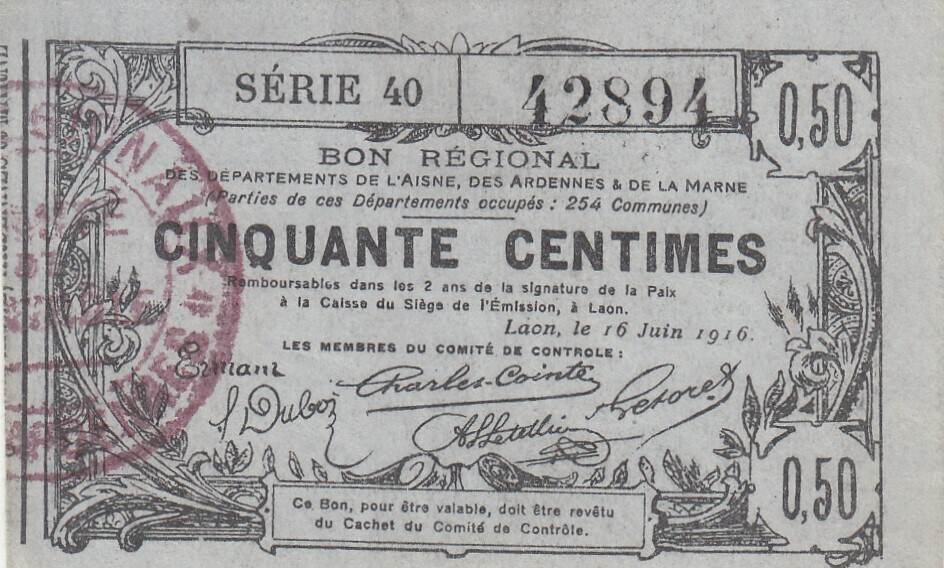 SÉRIE 40 42894 0,50
BON RÉGIONAL
DES DÉPARTEMENTS DE L'AISNE, DES ARDENNES & DE LA MARNE
(Parties de ces Départements occupés : 254 Communes)
CINQUANTE CENTIMES
Remboursables dans les 2 ans de la signature de la Paix
à la Caisse du Siège de l'Émission, à Laon.
Laon, le 16 Juin 1916.
LES MEMBRES DU COMITÉ DE CONTROLE :
Ermant
Charles-Cointe
Dubois
ALetellier
0,50
Ce Bon, pour être valable, doit être revêtu
du Cachet du Comité de Contrôle.